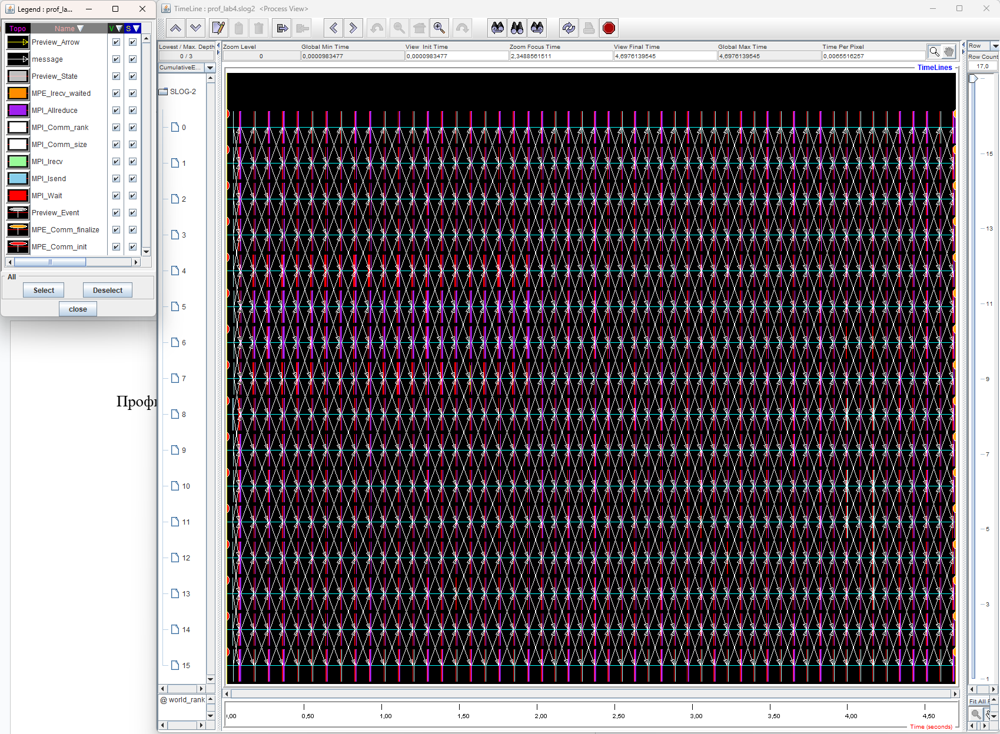 Legend : prof_la...
Topo Name V S
Preview_Arrow
message
Preview_State
MPE_Irecv_waited
MPI_Allreduce
MPI_Comm_rank
MPI_Comm_size
MPI_Irecv
MPI_Isend
MPI_Wait
Preview_Event
MPE_Comm_finalize
MPE_Comm_init
All
Select Deselect
close
TimeLine : prof_lab4.slog2 <Process View>
Lowest / Max. Depth
0 / 3
Zoom Level
0
Global Min Time
0,0000983477
View Init Time
0,0000983477
Zoom Focus Time
2,3488561511
View Final Time
4,6976139545
Global Max Time
4,6976139545
Time Per Pixel
0,0065516257
Row
Row Count
17,0
CumulativeE...
TimeLines
SLOG-2
0
1
2
3
4
5
6
7
8
9
10
11
12
13
14
15
15
13
11
9
7
5
3
1
@ world_rank
Fit All
0,50 1,00 1,50 2,00 2,50 3,00 3,50 4,00 4,50
Time (seconds)